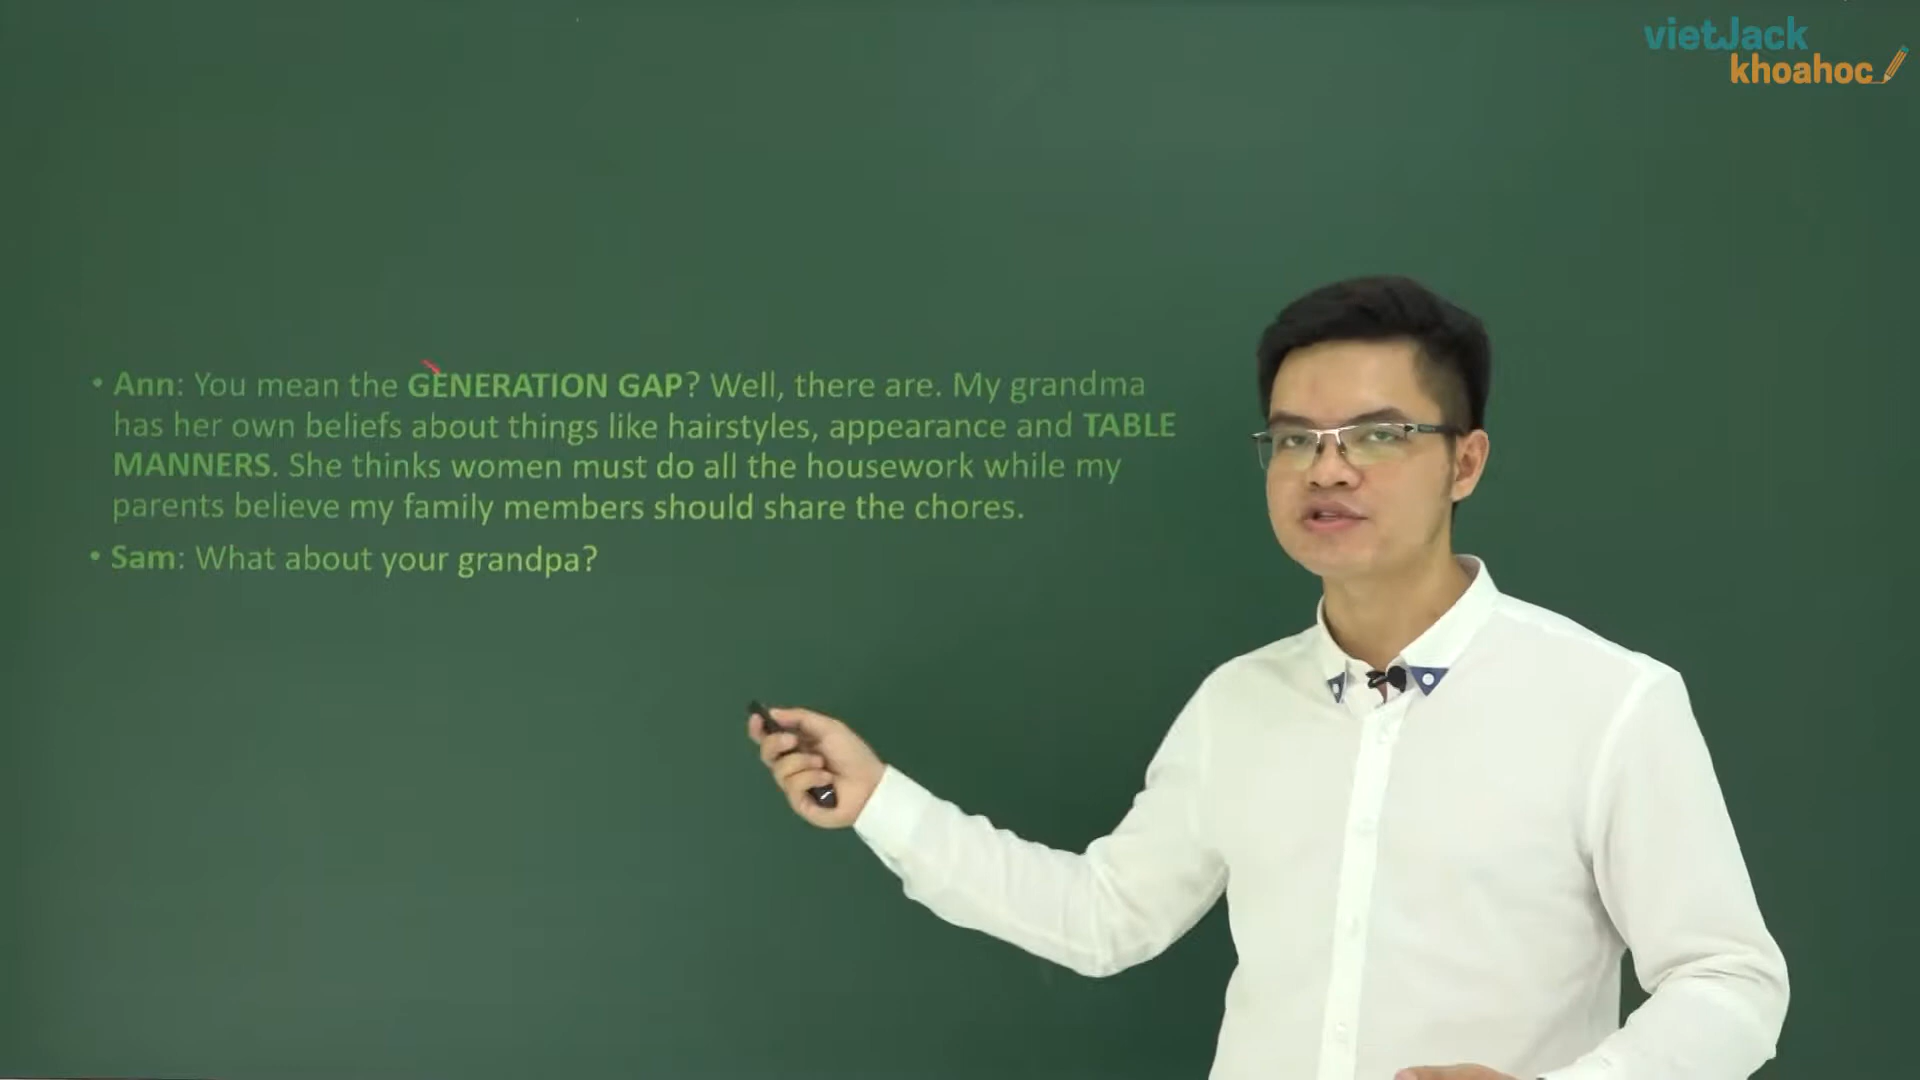 vietJack
khoahoc
• Ann: You mean the GENERATION GAP? Well, there are. My grandma
has her own beliefs about things like hairstyles, appearance and TABLE
MANNERS. She thinks women must do all the housework while my
parents believe my family members should share the chores.
• Sam: What about your grandpa?